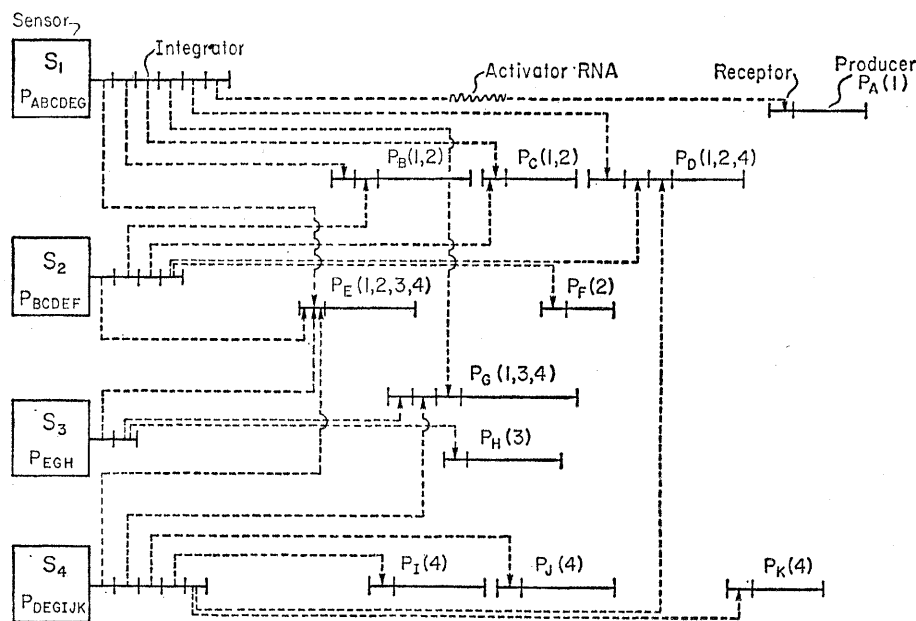 Sensor
S1
PABCDEG
Integrator
Activator RNA
Receptor
Producer
PA(1)
PB(1,2)
PC(1,2)
PD(1,2,4)
S2
PBCDEF
PE(1,2,3,4)
PF(2)
PG(1,3,4)
S3
PEGH
PH(3)
S4
PDEGIJK
PI(4)
PJ(4)
PK(4)